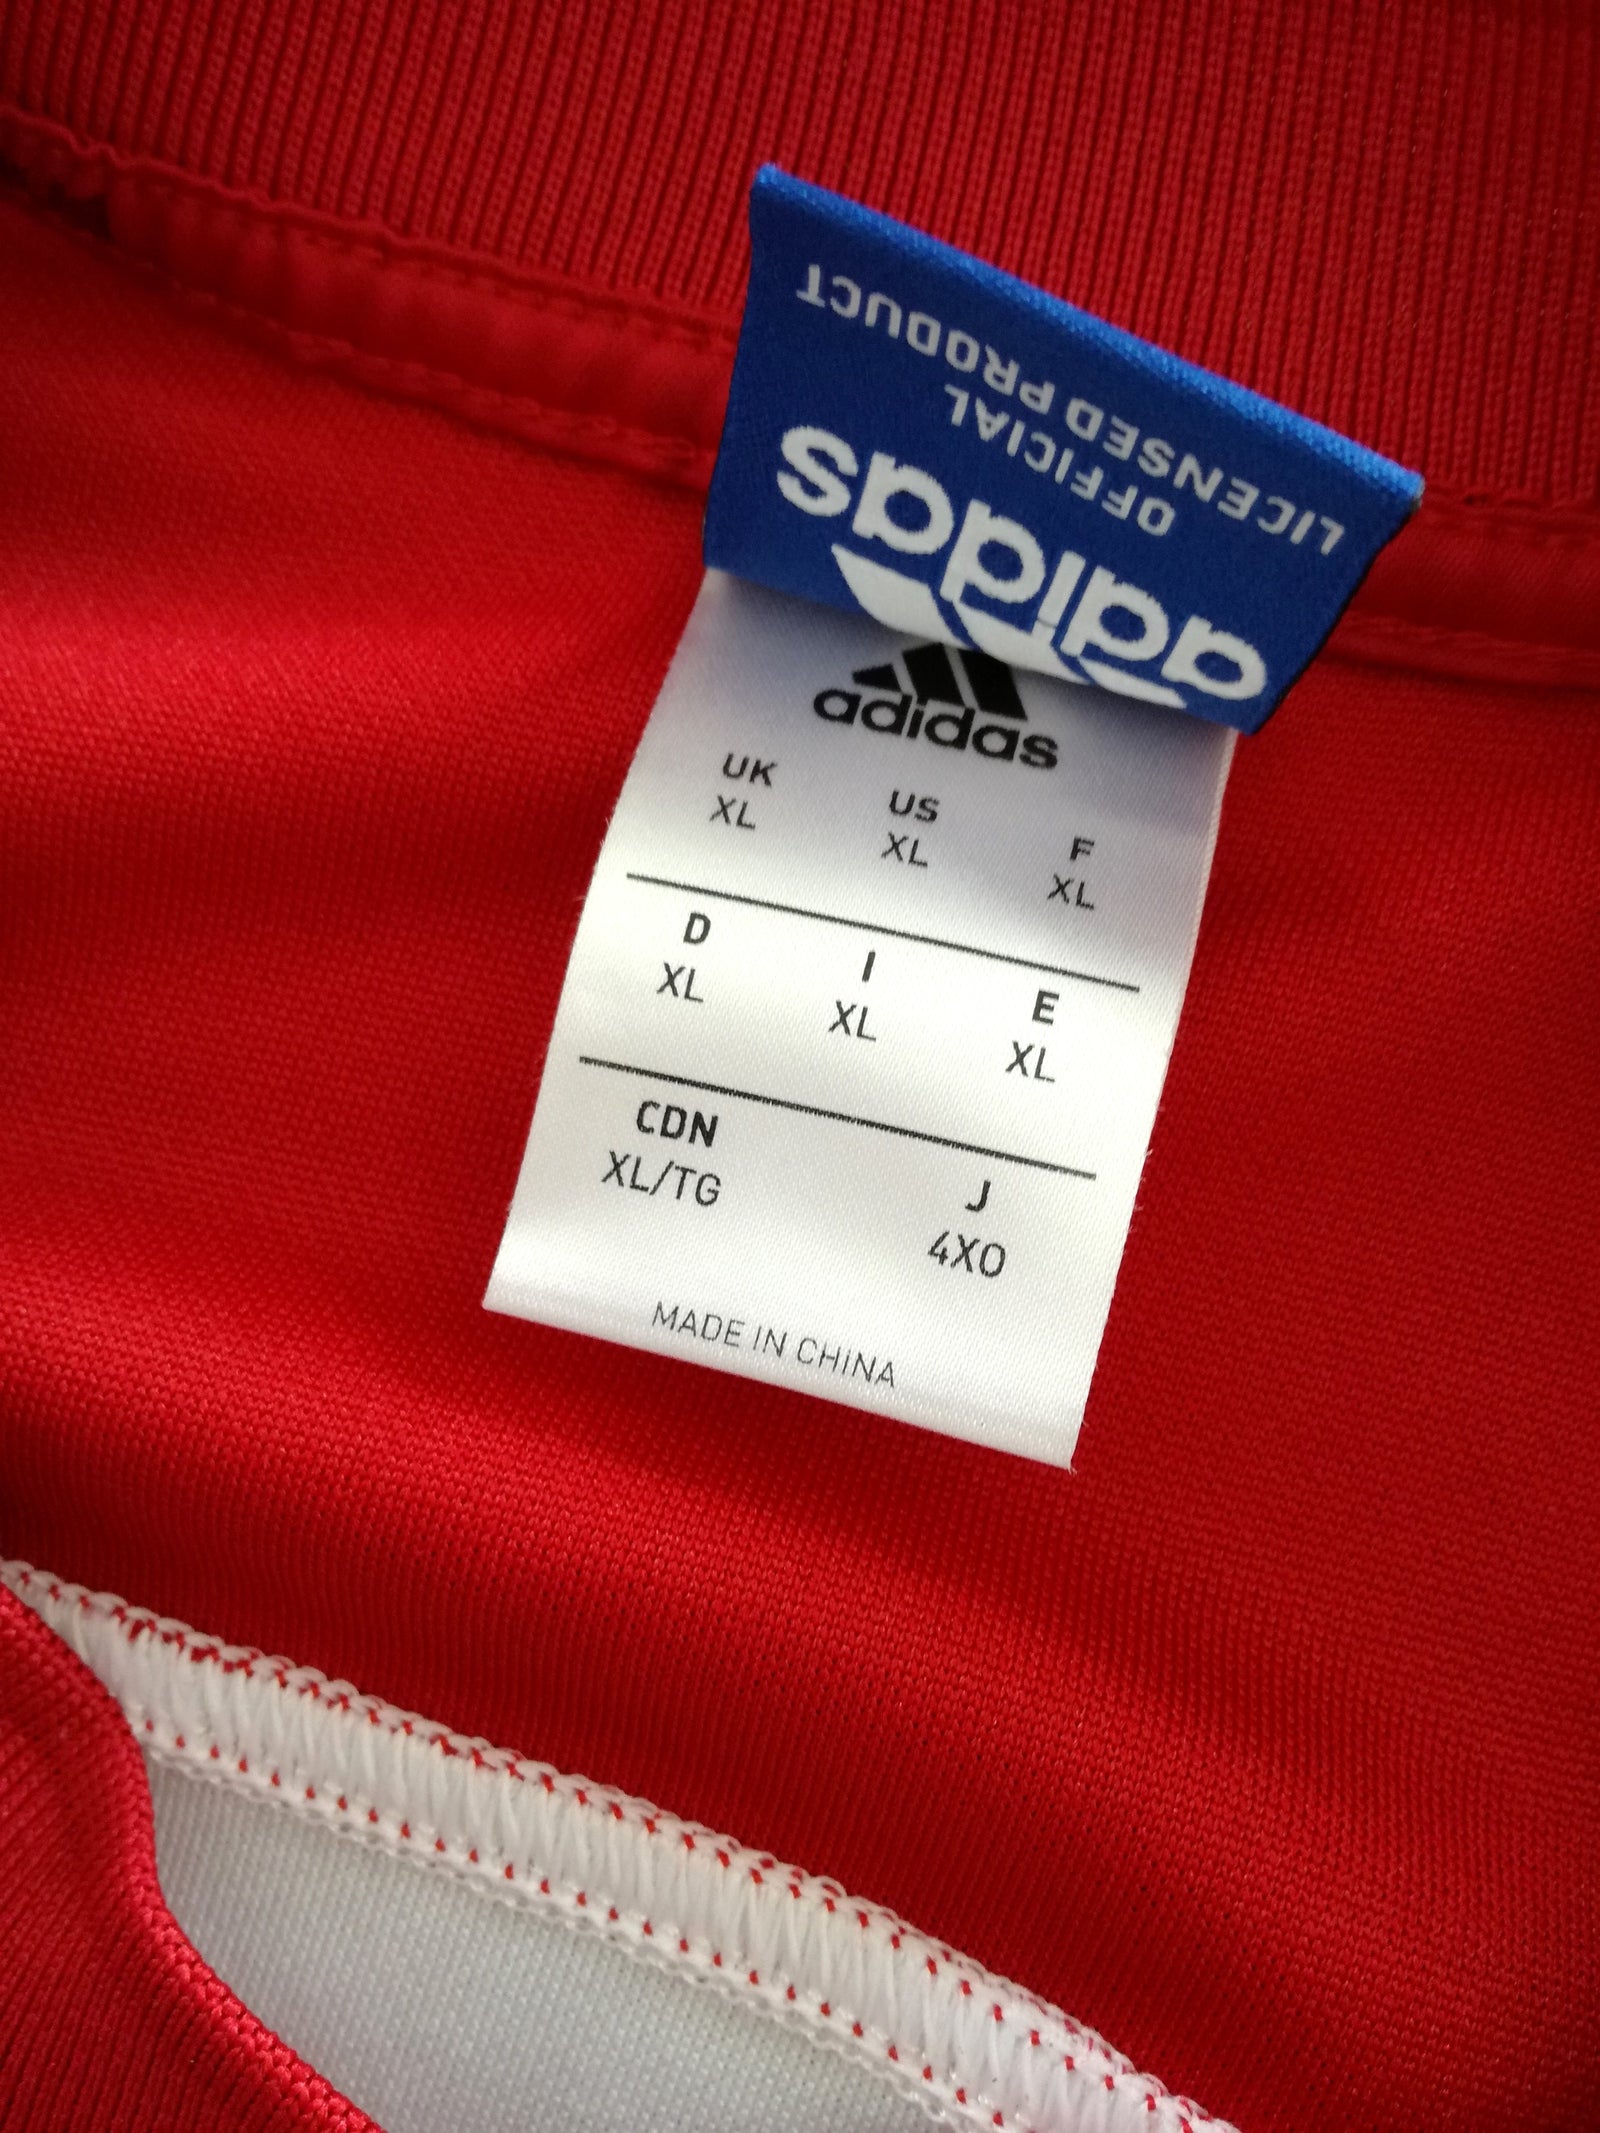 adidas
OFFICIAL
LICENSED PRODUCT
adidas
UK US F
XL XL XL
D I E
XL XL XL
CDN J
XL/TG 4XO
MADE IN CHINA